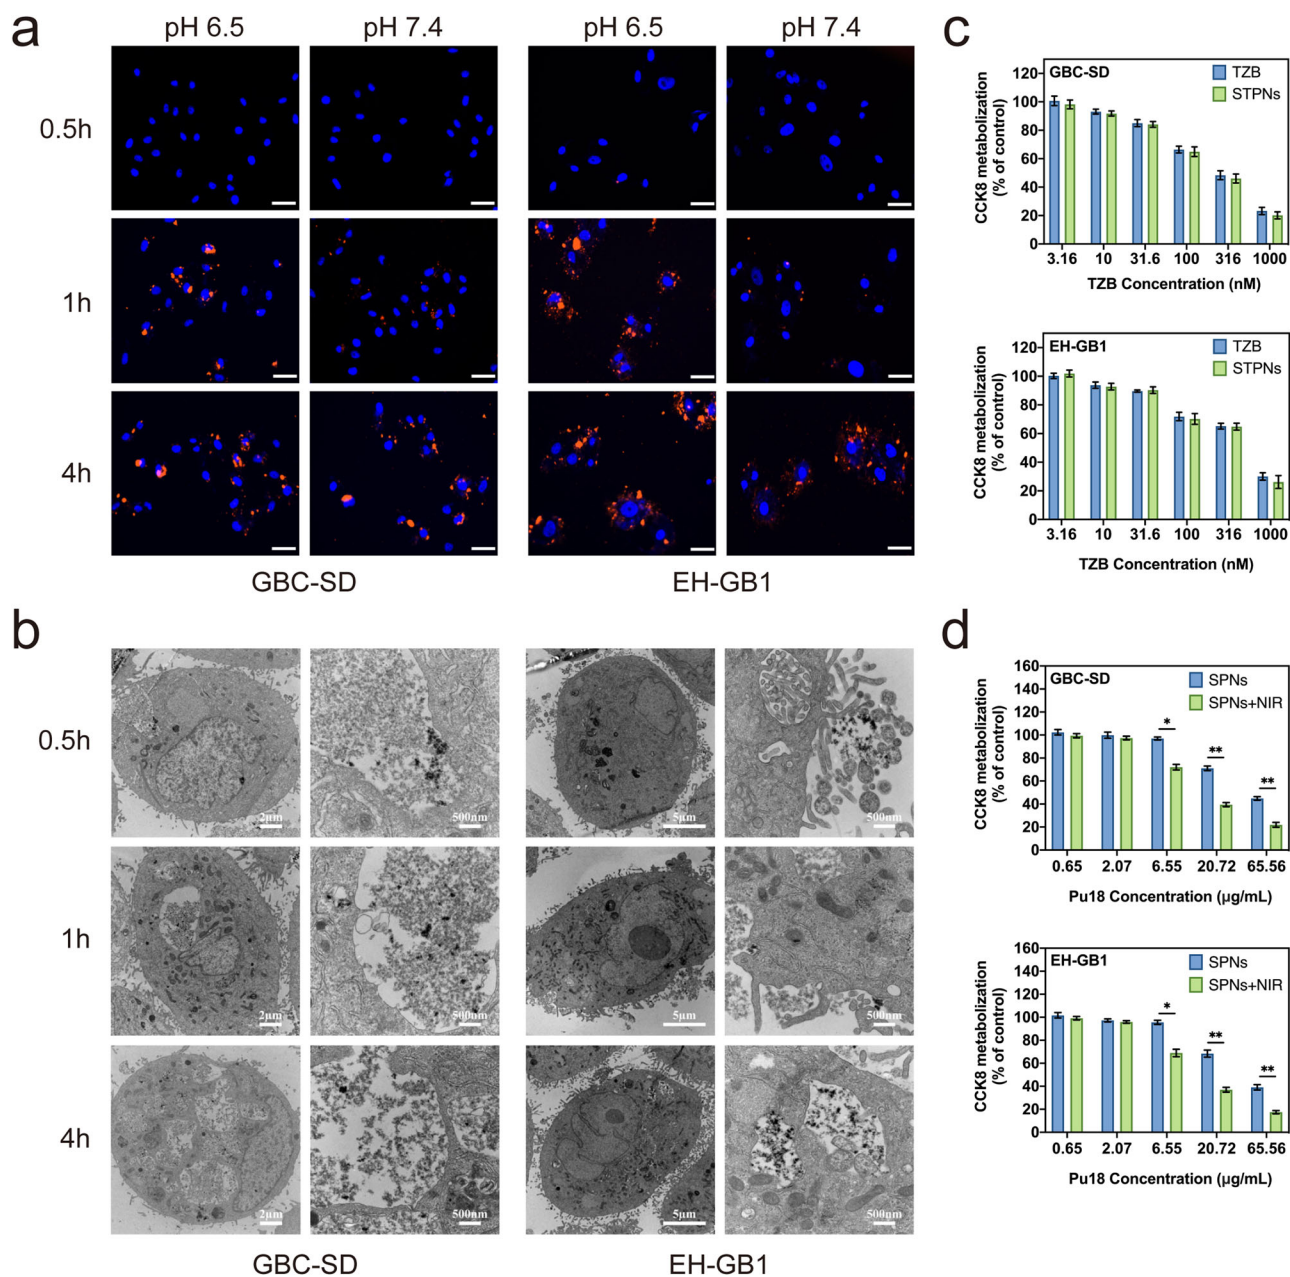 a
pH 6.5
pH 7.4
pH 6.5
pH 7.4
0.5h
1h
4h
GBC-SD
EH-GB1
b
0.5h
2μm
500nm
5μm
500nm
1h
2μm
500nm
5μm
500nm
4h
2μm
500nm
5μm
500nm
GBC-SD
EH-GB1
c
GBC-SD
TZB
STPNs
CCK8 metabolization
(% of control)
120
100
80
60
40
20
0
3.16 10 31.6 100 316 1000
TZB Concentration (nM)
EH-GB1
TZB
STPNs
CCK8 metabolization
(% of control)
120
100
80
60
40
20
0
3.16 10 31.6 100 316 1000
TZB Concentration (nM)
d
GBC-SD
SPNs
SPNs+NIR
CCK8 metabolization
(% of control)
160
140
120
100
80
60
40
20
0
*
**
**
0.65 2.07 6.55 20.72 65.56
Pu18 Concentration (μg/mL)
EH-GB1
SPNs
SPNs+NIR
CCK8 metabolization
(% of control)
160
140
120
100
80
60
40
20
0
*
**
**
0.65 2.07 6.55 20.72 65.56
Pu18 Concentration (μg/mL)